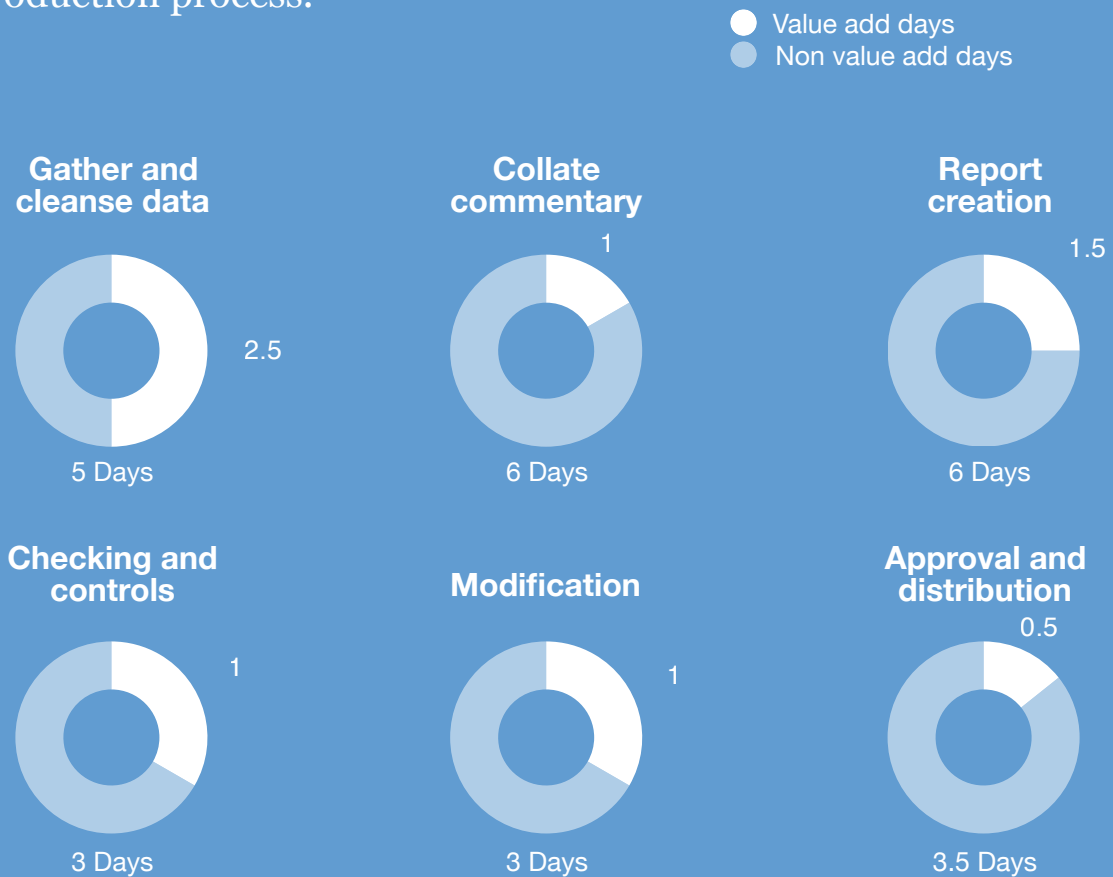 process.
Value add days
Non value add days
Gather and
cleanse data
2.5
5 Days
Collate
commentary
1
6 Days
Report
creation
1.5
6 Days
Checking and
controls
1
3 Days
Modification
1
3 Days
Approval and
distribution
0.5
3.5 Days